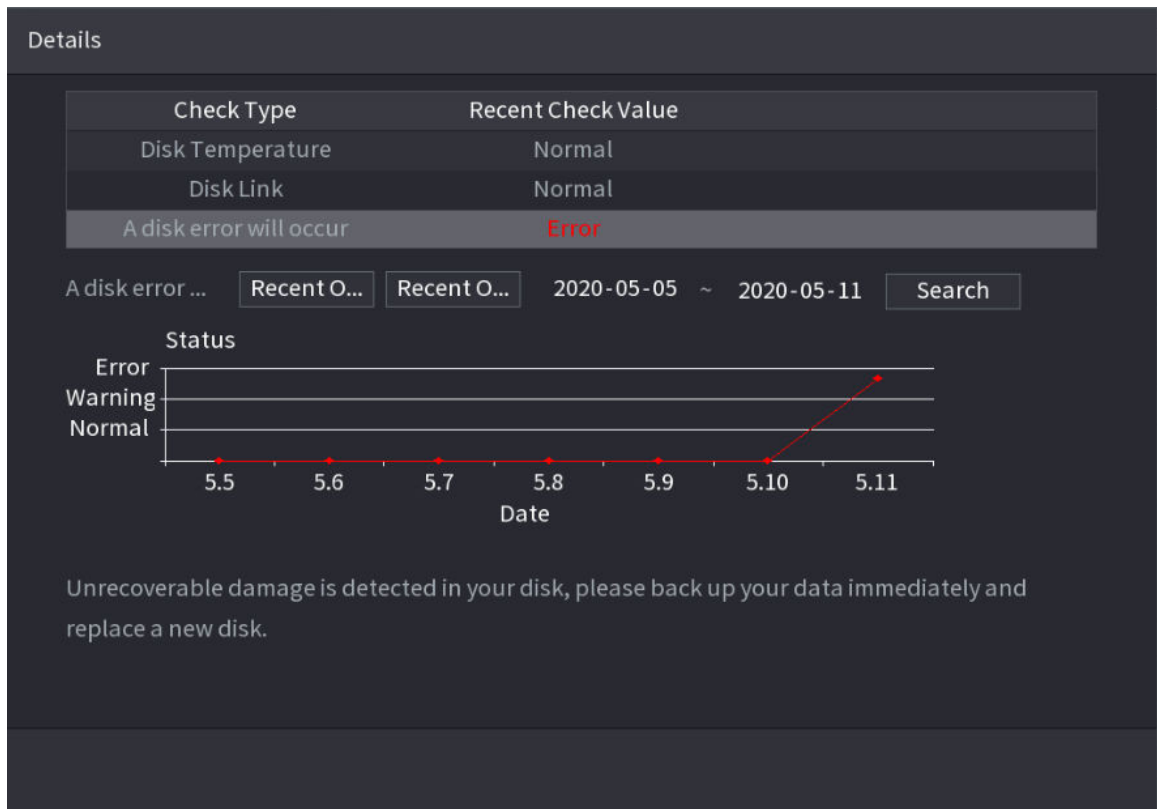 Details
Check Type Recent Check Value
Disk Temperature Normal
Disk Link Normal
A disk error will occur Error
A disk error ... Recent O... Recent O... 2020-05-05 ~ 2020-05-11 Search
Status
Error
Warning
Normal
5.5 5.6 5.7 5.8 5.9 5.10 5.11
Date
Unrecoverable damage is detected in your disk, please back up your data immediately and
replace a new disk.